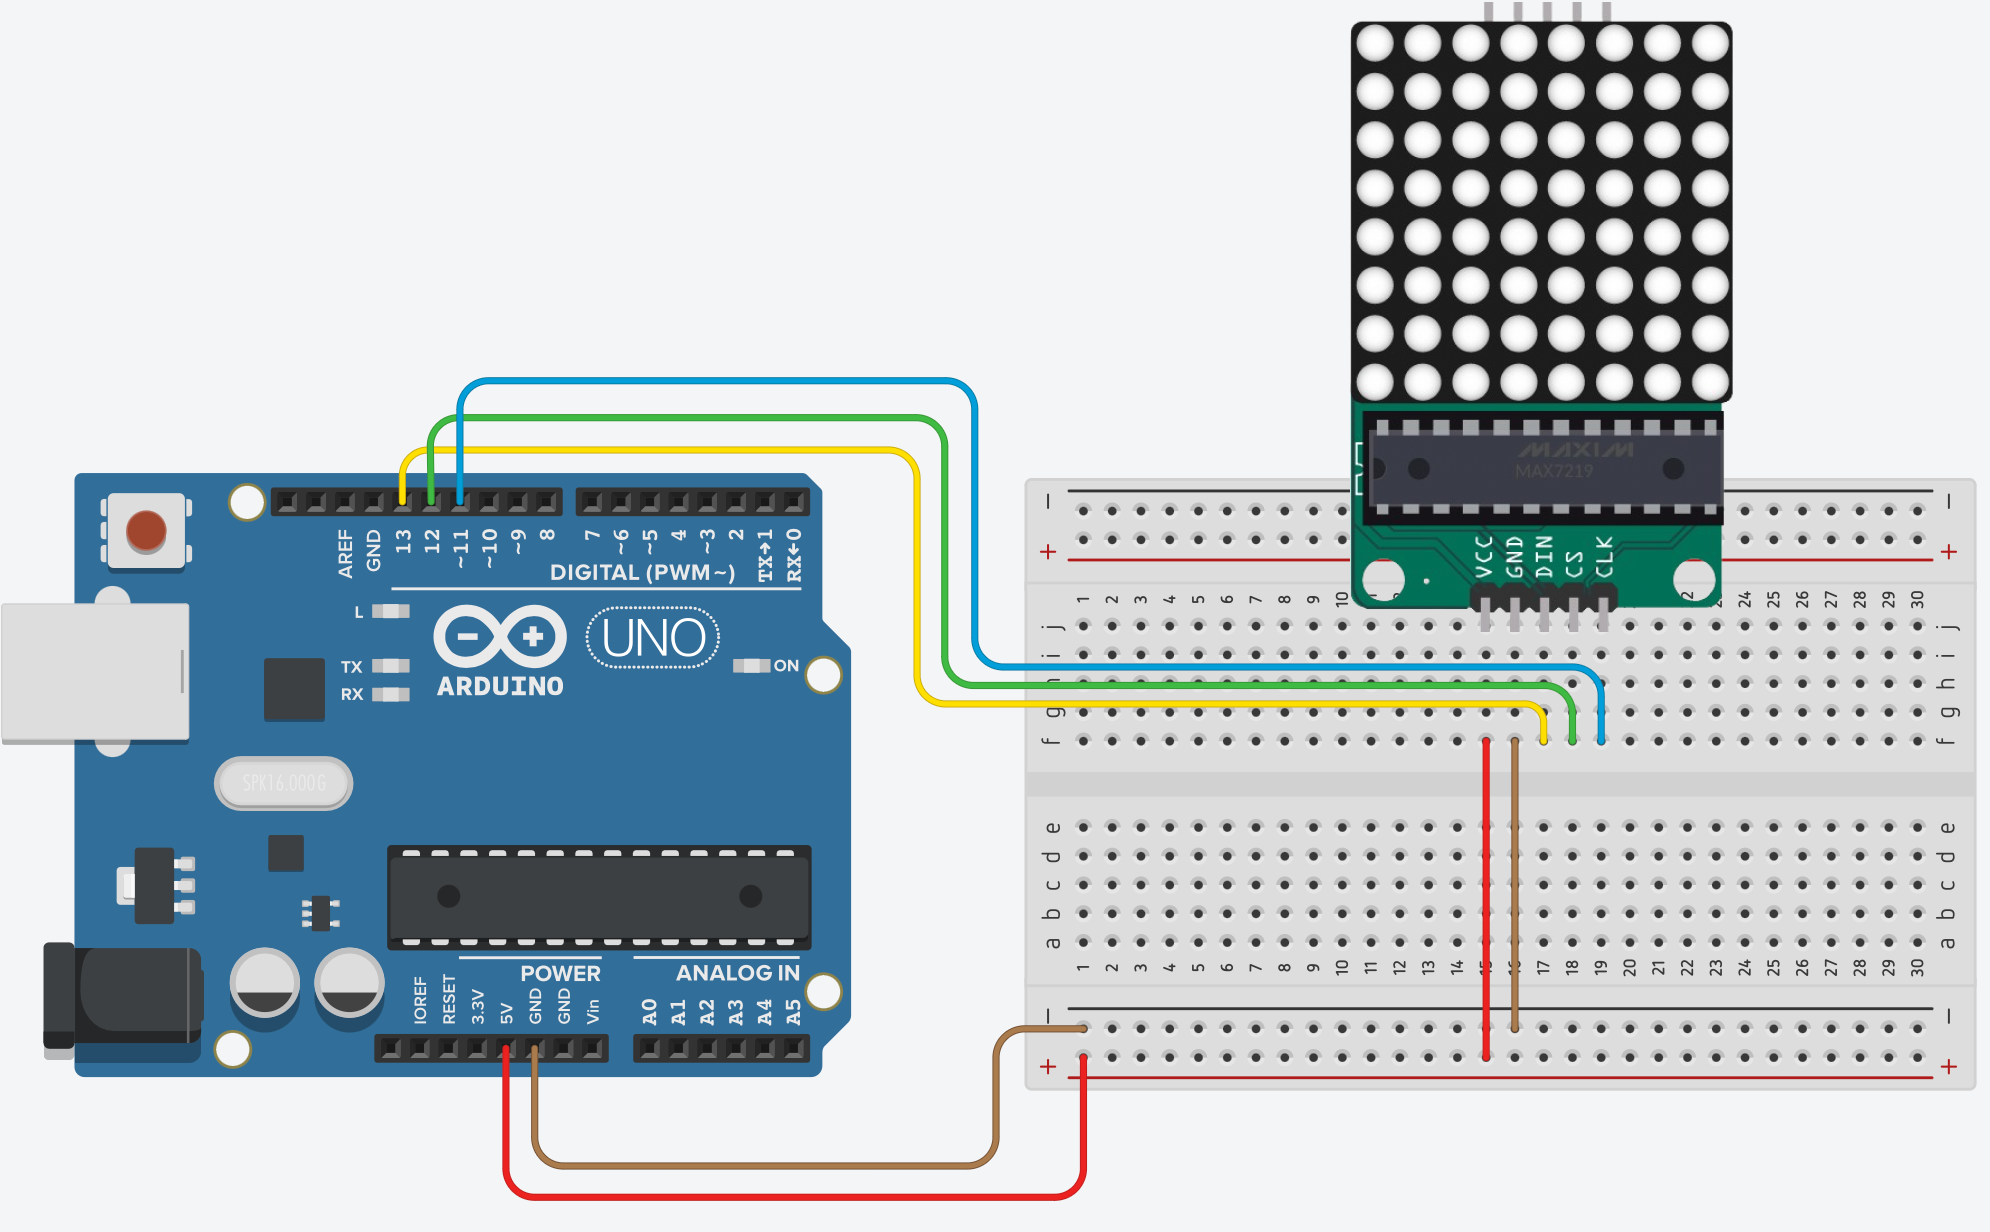 MAXIM
MAX7219
VCC
GND
DIN
CS
CLK
AREF
GND
13
12
~11
~10
~9
8
7
~6
~5
4
~3
2
TX→1
RX←0
DIGITAL (PWM~)
L
TX
RX
ARDUINO
UNO
ON
SPK16.000G
POWER
ANALOG IN
IOREF
RESET
3.3V
5V
GND
GND
Vin
A0
A1
A2
A3
A4
A5
− −
+ +
1 2 3 4 5 6 7 8 9 10 24 25 26 27 28 29 30
j j
i i
h
g g
f f
e e
d d
c c
b b
a a
1 2 3 4 5 6 7 8 9 10 11 12 13 14 15 16 17 18 19 20 21 22 23 24 25 26 27 28 29 30
− −
+ +